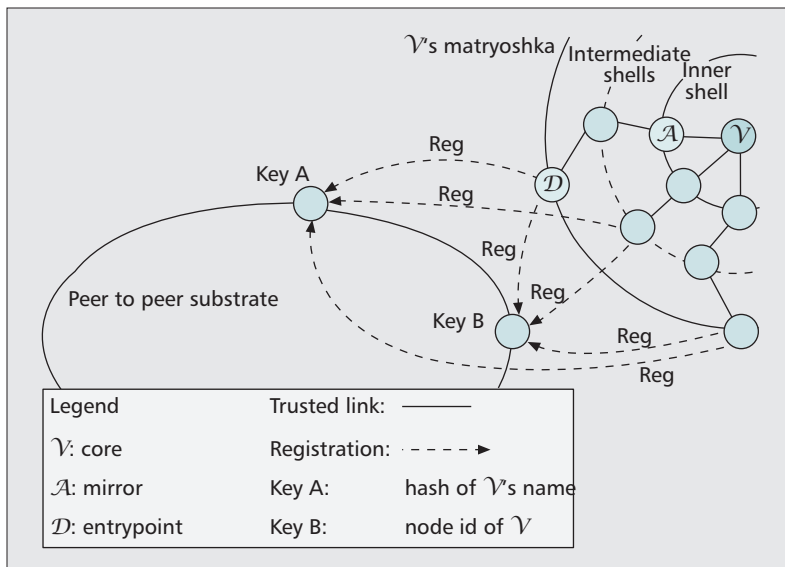 𝒱's matryoshka
Intermediate
shells
Inner
shell
𝒜
𝒱
Reg
Key A
𝒟
Reg
Reg
Peer to peer substrate
Reg
Key B
Reg
Reg
Legend
Trusted link:
𝒱: core
Registration:
𝒜: mirror
Key A: hash of 𝒱's name
𝒟: entrypoint
Key B: node id of 𝒱